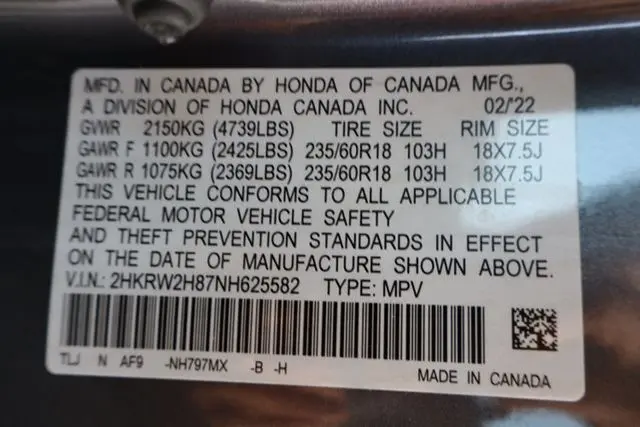 MFD. IN CANADA BY HONDA OF CANADA MFG.,
A DIVISION OF HONDA CANADA INC. 02/'22
GVWR 2150KG (4739LBS) TIRE SIZE RIM SIZE
GAWR F 1100KG (2425LBS) 235/60R18 103H 18X7.5J
GAWR R 1075KG (2369LBS) 235/60R18 103H 18X7.5J
THIS VEHICLE CONFORMS TO ALL APPLICABLE
FEDERAL MOTOR VEHICLE SAFETY
AND THEFT PREVENTION STANDARDS IN EFFECT
ON THE DATE OF MANUFACTURE SHOWN ABOVE.
V.I.N.: 2HKRW2H87NH625582 TYPE: MPV
TLJ N AF9 -NH797MX -B -H
MADE IN CANADA